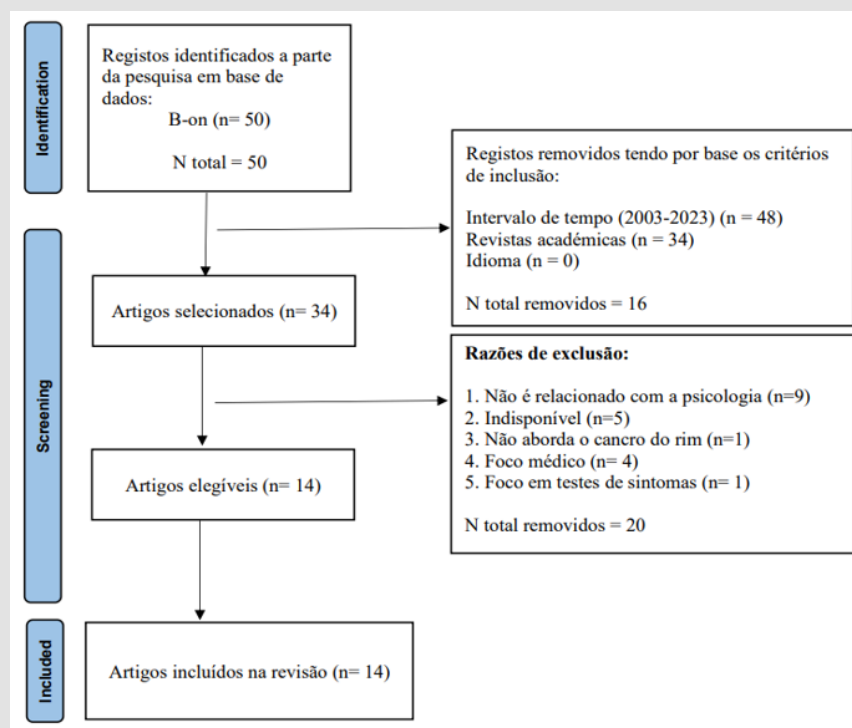 Identification
Registos identificados a parte
da pesquisa em base de
dados:
B-on (n= 50)
N total = 50
Registos removidos tendo por base os critérios
de inclusão:
Intervalo de tempo (2003-2023) (n = 48)
Revistas académicas (n = 34)
Idioma (n = 0)
N total removidos = 16
Screening
Artigos selecionados (n= 34)
Razões de exclusão:
1. Não é relacionado com a psicologia (n=9)
2. Indisponível (n=5)
3. Não aborda o cancro do rim (n=1)
4. Foco médico (n= 4)
5. Foco em testes de sintomas (n= 1)
N total removidos = 20
Artigos elegíveis (n= 14)
Included
Artigos incluídos na revisão (n= 14)